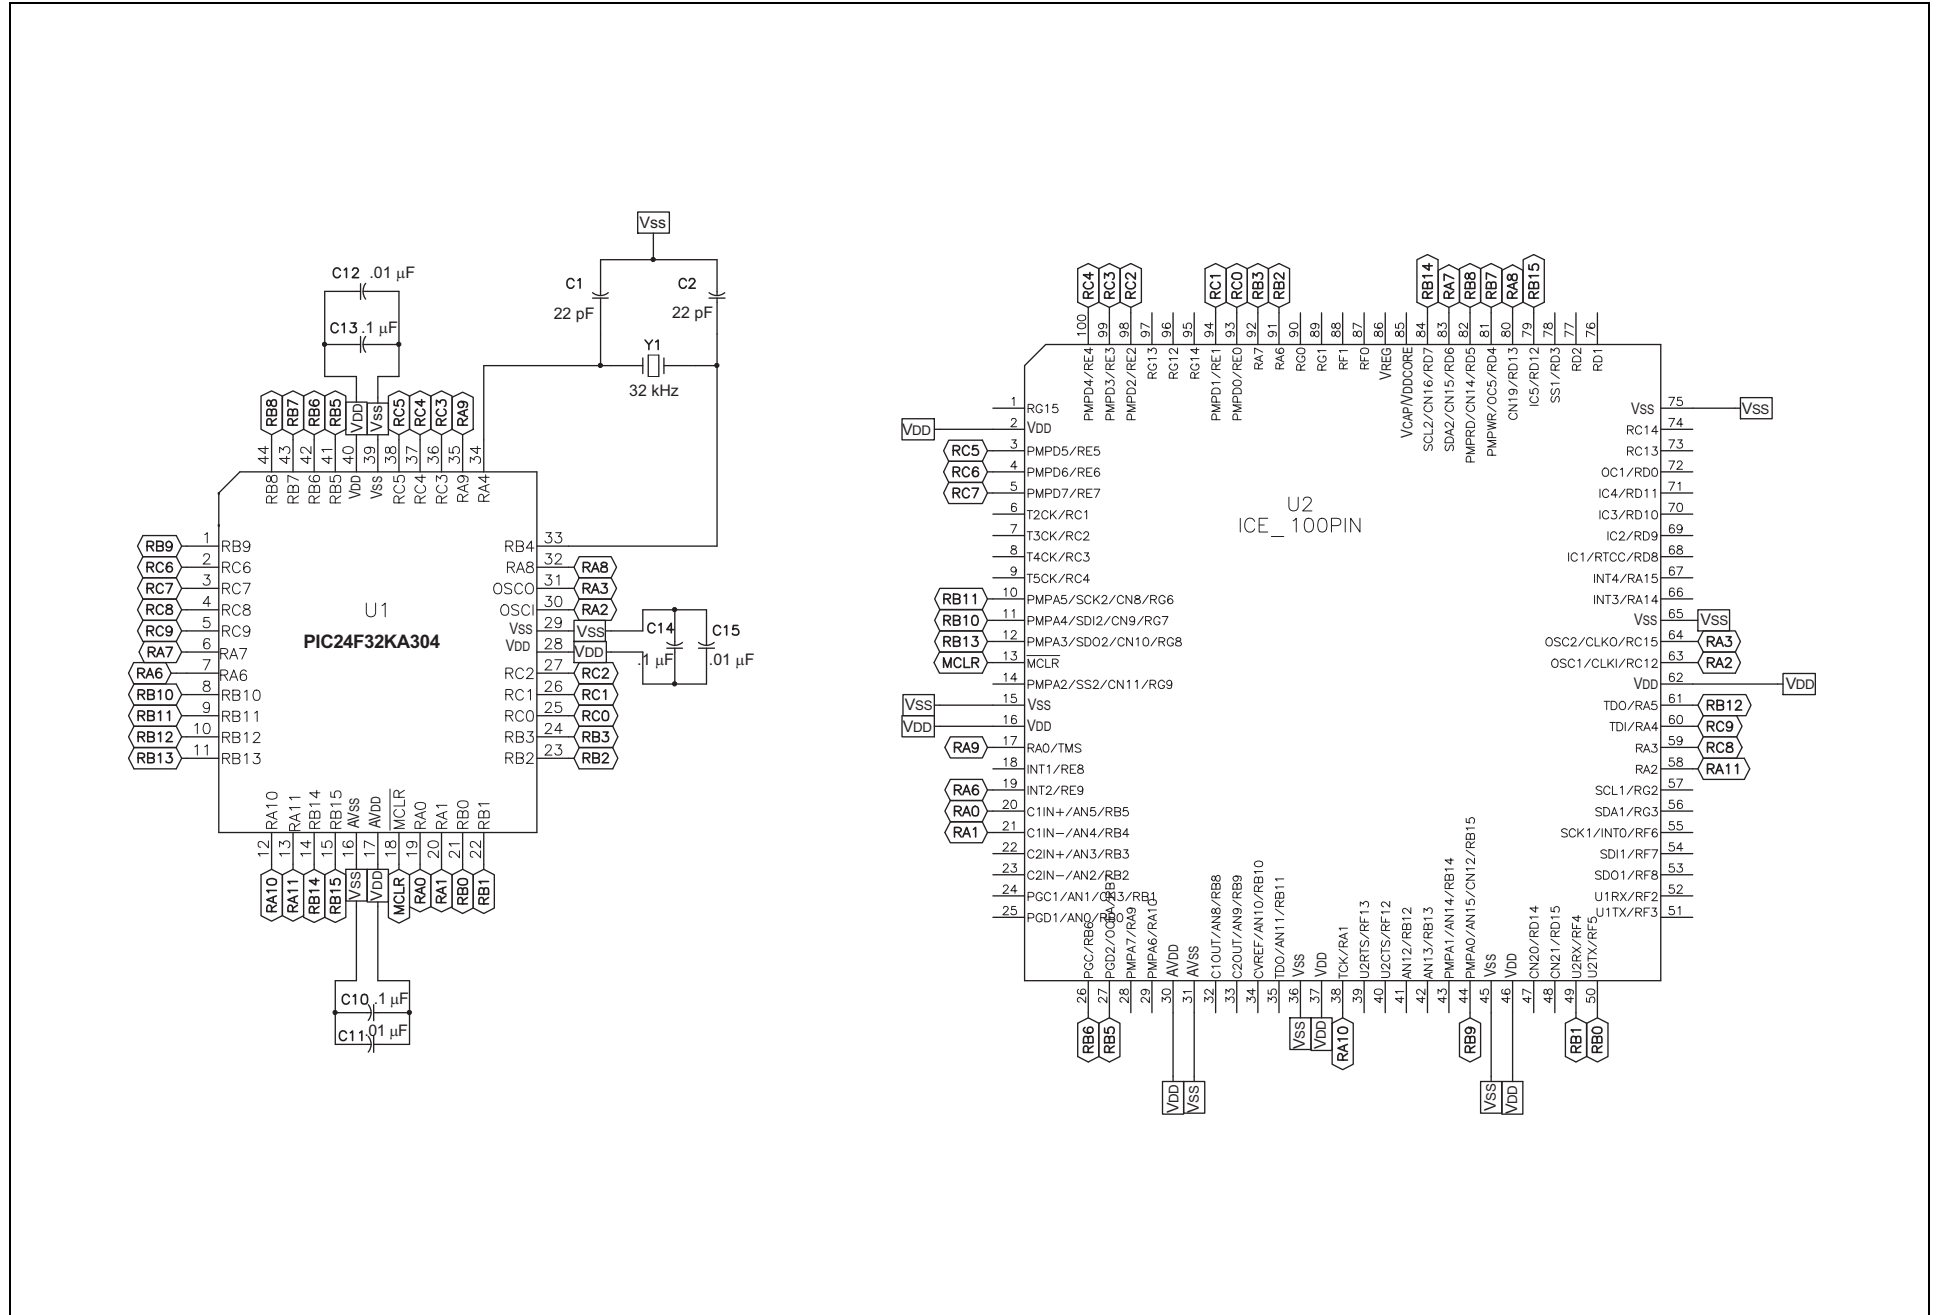 Vss
C12 .01 µF
C13 .1 µF
C1
22 pF
C2
22 pF
Y1
32 kHz
RB8 RB7 RB6 RB5 VDD Vss RC5 RC4 RC3 RA9
44 43 42 41 40 39 38 37 36 35 34
RB8 RB7 RB6 RB5 VDD Vss RC5 RC4 RC3 RA9 RA4
RB9 1 RB9
RC6 2 RC6
RC7 3 RC7
RC8 4 RC8
RC9 5 RC9
RA7 6 RA7
RA6 7 RA6
RB10 8 RB10
RB11 9 RB11
RB12 10 RB12
RB13 11 RB13
U1
PIC24F32KA304
RB4 33
RA8 32 RA8
OSCO 31 RA3
OSCI 30 RA2
Vss 29 Vss
VDD 28 VDD
RC2 27 RC2
RC1 26 RC1
RC0 25 RC0
RB3 24 RB3
RB2 23 RB2
C14
.1 µF
C15
.01 µF
RA10 RA11 RB14 RB15 AVss AVDD MCLR RA0 RA1 RB0 RB1
12 13 14 15 16 17 18 19 20 21 22
RA10 RA11 RB14 RB15 Vss VDD MCLR RA0 RA1 RB0 RB1
C10 .1 µF
C11 .01 µF
RC4 RC3 RC2 RC1 RC0 RB3 RB2 RB14 RA7 RB8 RB7 RA8 RB15
100 99 98 97 96 95 94 93 92 91 90 89 88 87 86 85 84 83 82 81 80 79 78 77 76
PMPD4/RE4
PMPD3/RE3
PMPD2/RE2
RG13
RG12
RG14
PMPD1/RE1
PMPD0/RE0
RA7
RA6
RG0
RG1
RF1
RF0
VREG
VCAP/VDDCORE
SCL2/CN16/RD7
SDA2/CN15/RD6
PMPRD/CN14/RD5
PMPWR/OC5/RD4
CN19/RD13
IC5/RD12
SS1/RD3
RD2
RD1
1 RG15
VDD 2 VDD
RC5 3 PMPD5/RE5
RC6 4 PMPD6/RE6
RC7 5 PMPD7/RE7
6 T2CK/RC1
7 T3CK/RC2
8 T4CK/RC3
9 T5CK/RC4
RB11 10 PMPA5/SCK2/CN8/RG6
RB10 11 PMPA4/SDI2/CN9/RG7
RB13 12 PMPA3/SDO2/CN10/RG8
MCLR 13 MCLR
14 PMPA2/SS2/CN11/RG9
Vss 15 Vss
VDD 16 VDD
RA9 17 RA0/TMS
18 INT1/RE8
RA6 19 INT2/RE9
RA0 20 C1IN+/AN5/RB5
RA1 21 C1IN-/AN4/RB4
22 C2IN+/AN3/RB3
23 C2IN-/AN2/RB2
24 PGC1/AN1/CN3/RB1
25 PGD1/AN0/RB0
U2
ICE_100PIN
Vss 75 Vss
RC14 74
RC13 73
OC1/RD0 72
IC4/RD11 71
IC3/RD10 70
IC2/RD9 69
IC1/RTCC/RD8 68
INT4/RA15 67
INT3/RA14 66
Vss 65 Vss
OSC2/CLKO/RC15 64 RA3
OSC1/CLKI/RC12 63 RA2
VDD 62 VDD
TDO/RA5 61 RB12
TDI/RA4 60 RC9
RA3 59 RC8
RA2 58 RA11
SCL1/RG2 57
SDA1/RG3 56
SCK1/INT0/RF6 55
SDI1/RF7 54
SDO1/RF8 53
U1RX/RF2 52
U1TX/RF3 51
PGC/RB6
PMPA7/RA9
PMPA6/RA10
AVDD
AVss
C1OUT/AN8/RB8
C2OUT/AN9/RB9
CVREF/AN10/RB10
TDO/AN11/RB11
Vss
VDD
TCK/RA1
U2RTS/RF13
U2CTS/RF12
AN12/RB12
AN13/RB13
PMPA1/AN14/RB14
PMPA0/AN15/CN12/RB15
Vss
VDD
CN20/RD14
CN21/RD15
U2RX/RF4
U2TX/RF5
26 27 28 29 30 31 32 33 34 35 36 37 38 39 40 41 42 43 44 45 46 47 48 49 50
RB6 RB5 Vss VDD RA10 RB9 RB1 RB0
VDD Vss Vss VDD